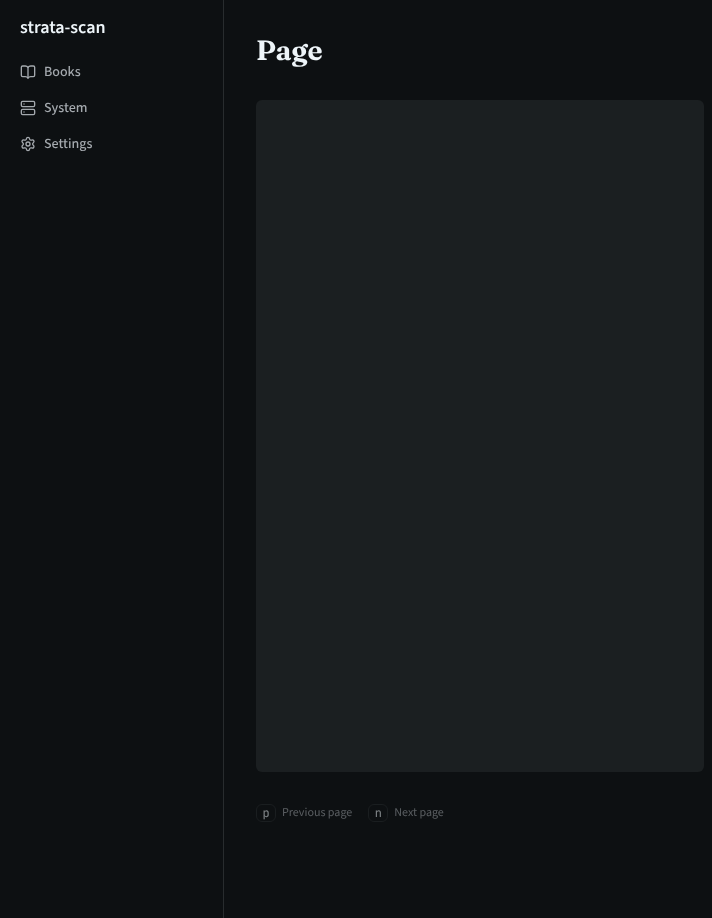 strata-scan
Books
System
Settings
Page
p Previous page n Next page